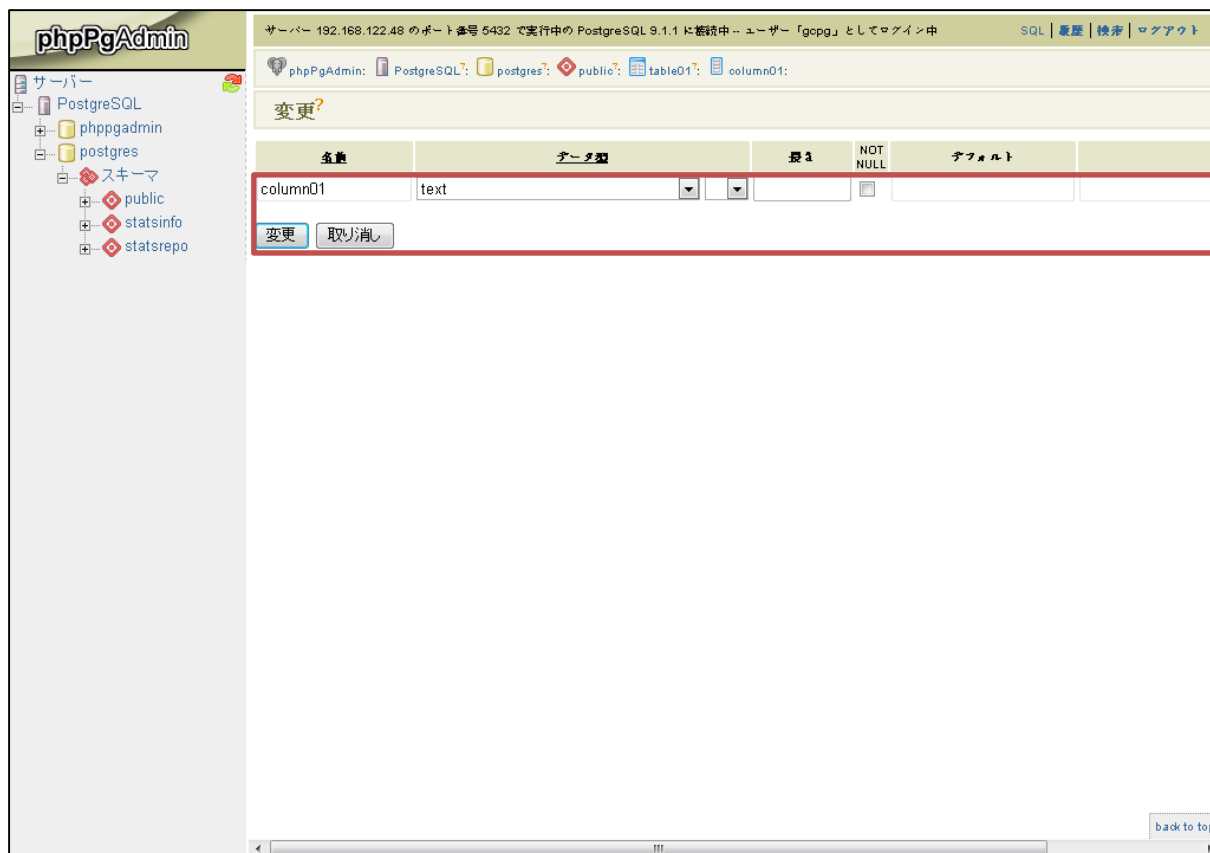 phpPgAdmin
サーバー
PostgreSQL
phppgadmin
postgres
スキーマ
public
statsinfo
statsrepo
サーバー 192.168.122.48 のポート番号 5432 で実行中の PostgreSQL 9.1.1 に接続中 -- ユーザー「gcpg」としてログイン中
SQL | 履歴 | 検索 | ログアウト
phpPgAdmin: PostgreSQL?: postgres?: public?: table01?: column01:
変更?
名前 データ型 長さ NOT NULL デフォルト
column01 text
変更 取り消し
back to top